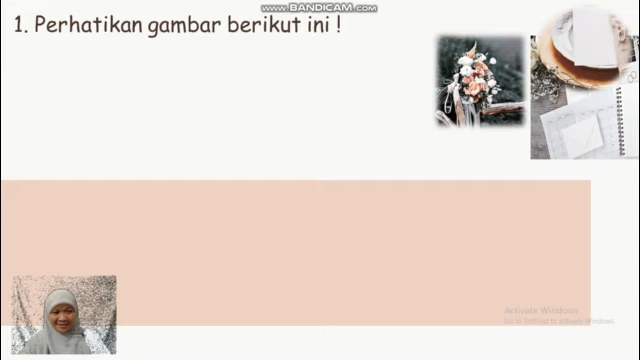 www.BANDICAM.com
1. Perhatikan gambar berikut ini !
Activate Windows
Go to Settings to activate Windows.